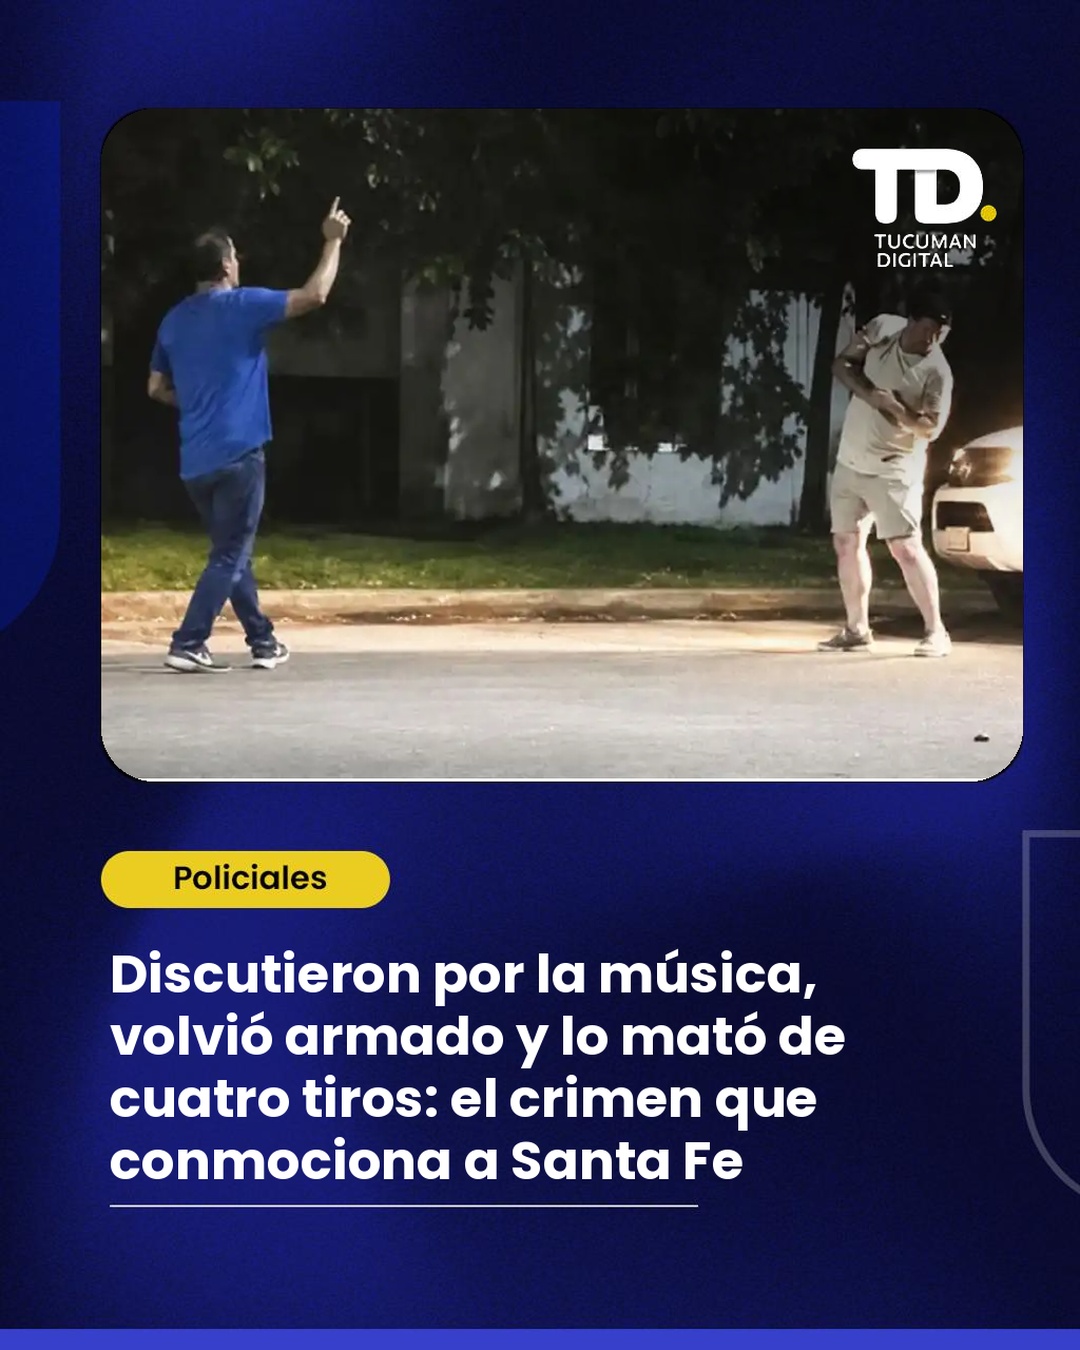 TD.
TUCUMAN
DIGITAL
Policiales
Discutieron por la música,
volvió armado y lo mató de
cuatro tiros: el crimen que
conmociona a Santa Fe